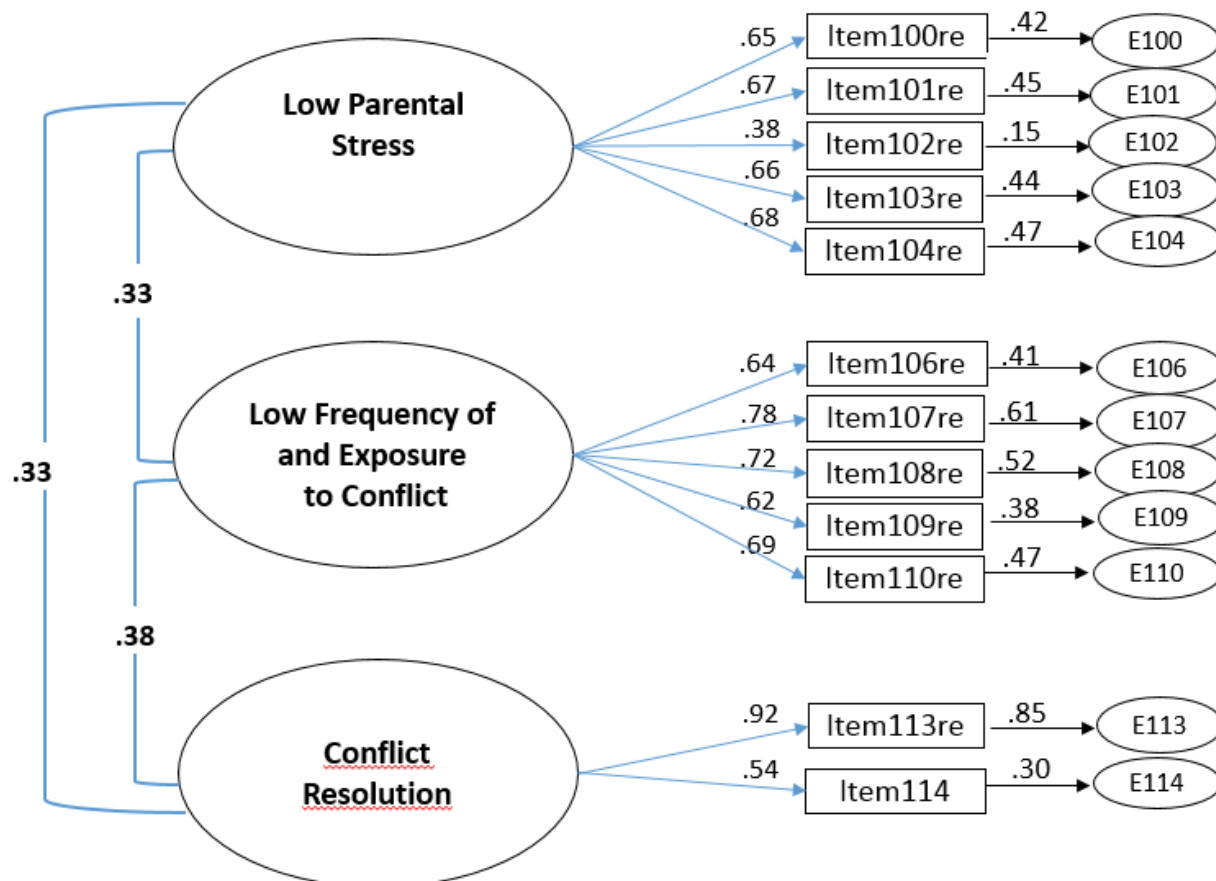 .65
Item100re
.42
E100
Low Parental
Stress
.67
Item101re
.45
E101
.38
Item102re
.15
E102
.66
Item103re
.44
E103
.68
Item104re
.47
E104
.33
Low Frequency of
and Exposure
to Conflict
.64
Item106re
.41
E106
.78
Item107re
.61
E107
.72
Item108re
.52
E108
.62
Item109re
.38
E109
.69
Item110re
.47
E110
.33
.38
Conflict
Resolution
.92
Item113re
.85
E113
.54
Item114
.30
E114